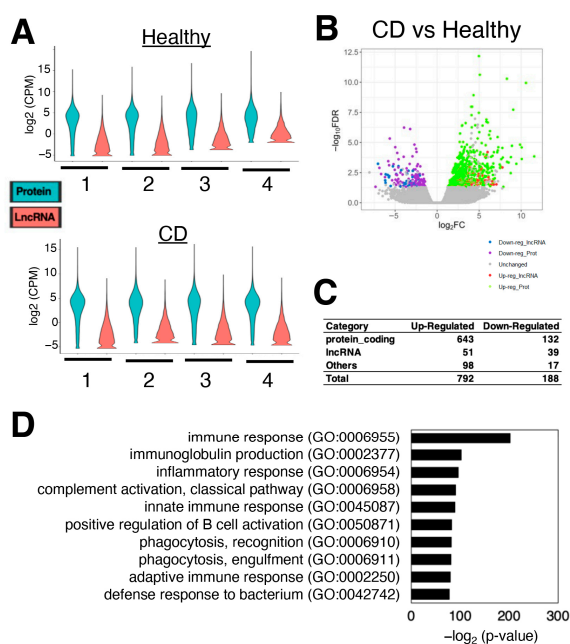 A
Healthy
log2 (CPM)
15
10
5
0
−5
1 2 3 4
Protein
LncRNA
CD
log2 (CPM)
15
10
5
0
−5
1 2 3 4
B
CD vs Healthy
−log10FDR
12.5
10.0
7.5
5.0
2.5
0.0
−5 0 5 10
log2FC
Down-reg_lncRNA
Down-reg_Prot
Unchanged
Up-reg_lncRNA
Up-reg_Prot
C
Category Up-Regulated Down-Regulated
protein_coding 643 132
lncRNA 51 39
Others 98 17
Total 792 188
D
immune response (GO:0006955)
immunoglobulin production (GO:0002377)
inflammatory response (GO:0006954)
complement activation, classical pathway (GO:0006958)
innate immune response (GO:0045087)
positive regulation of B cell activation (GO:0050871)
phagocytosis, recognition (GO:0006910)
phagocytosis, engulfment (GO:0006911)
adaptive immune response (GO:0002250)
defense response to bacterium (GO:0042742)
0 100 200 300
−log2 (p-value)